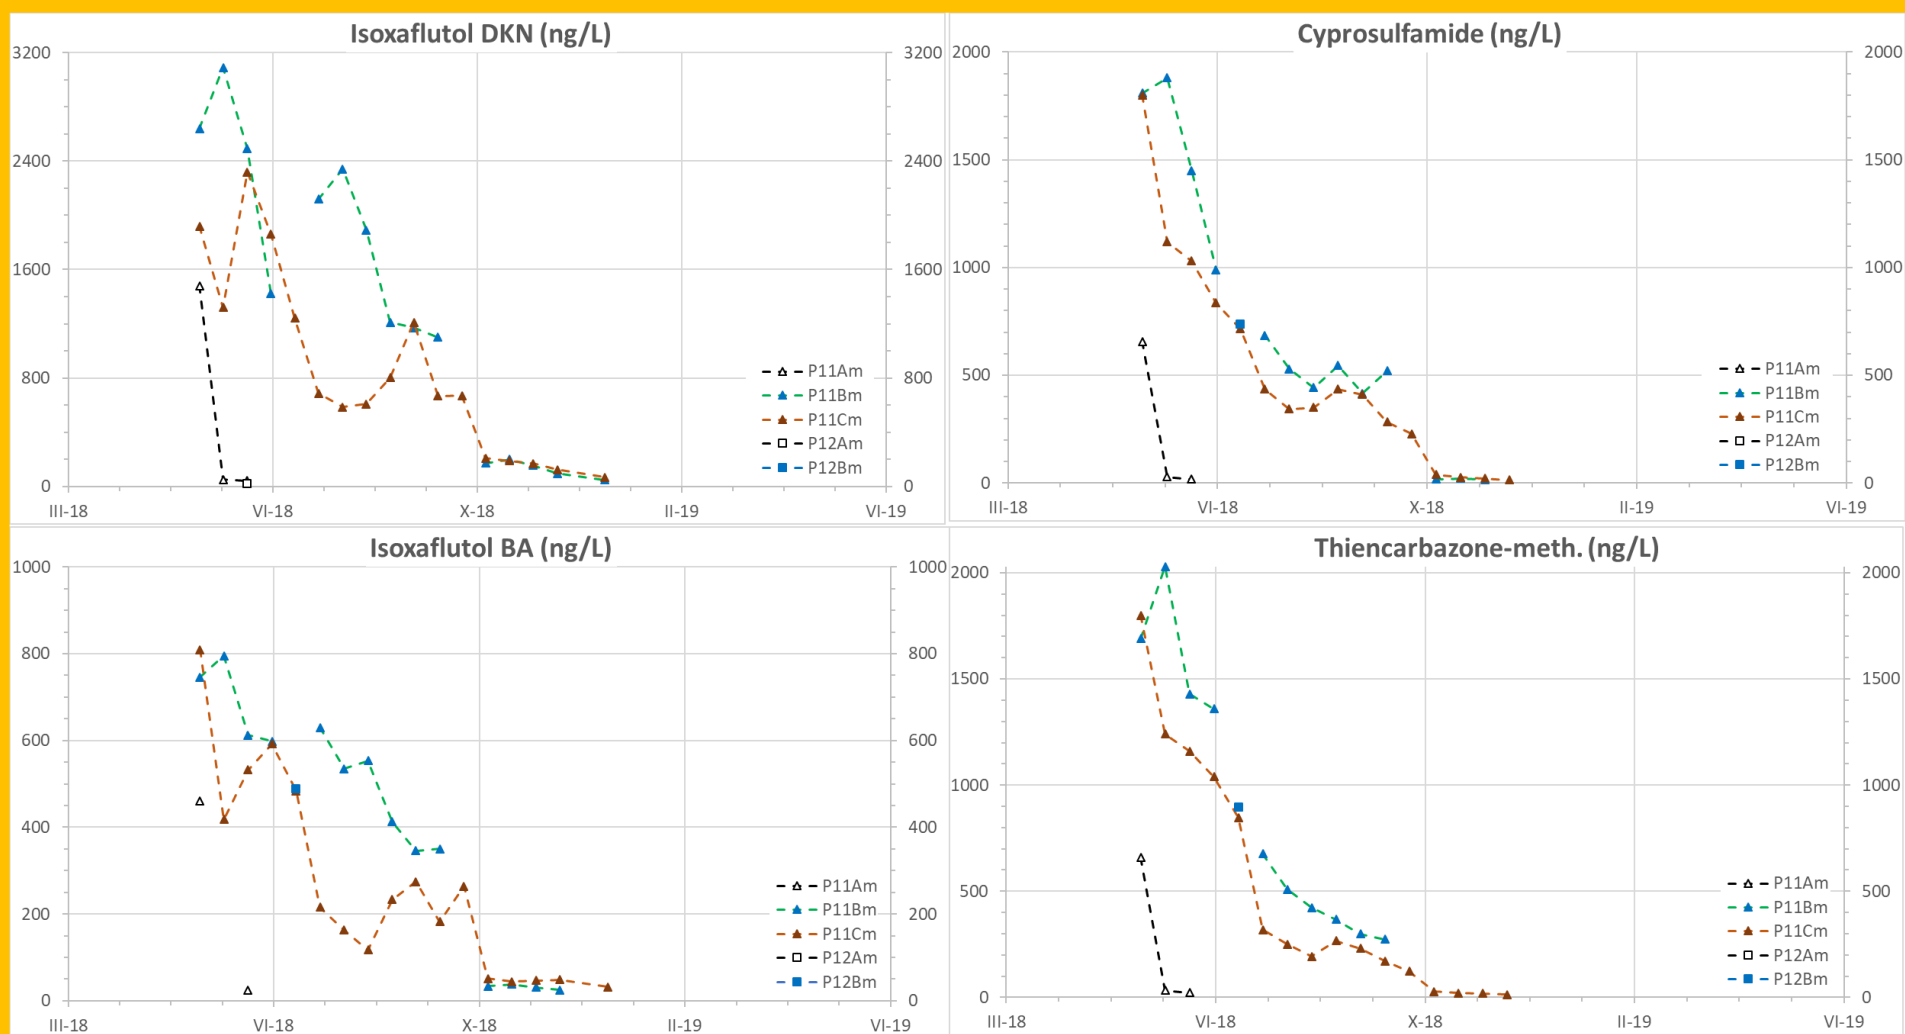 Isoxaflutol DKN (ng/L)
3200 3200
2400 2400
1600 1600
800 800
0 0
III-18 VI-18 X-18 II-19 VI-19
P11Am
P11Bm
P11Cm
P12Am
P12Bm
Cyprosulfamide (ng/L)
2000 2000
1500 1500
1000 1000
500 500
0 0
III-18 VI-18 X-18 II-19 VI-19
P11Am
P11Bm
P11Cm
P12Am
P12Bm
Isoxaflutol BA (ng/L)
1000 1000
800 800
600 600
400 400
200 200
0 0
III-18 VI-18 X-18 II-19 VI-19
P11Am
P11Bm
P11Cm
P12Am
P12Bm
Thiencarbazone-meth. (ng/L)
2000 2000
1500 1500
1000 1000
500 500
0 0
III-18 VI-18 X-18 II-19 VI-19
P11Am
P11Bm
P11Cm
P12Am
P12Bm